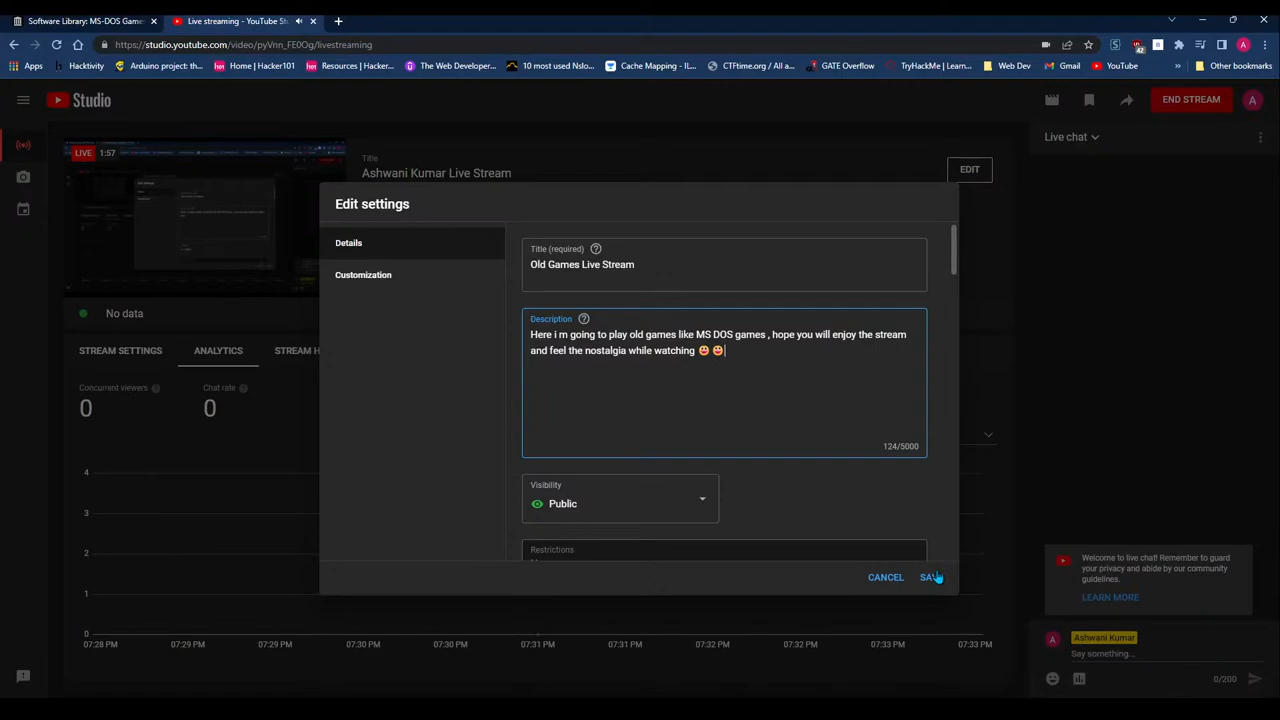 Software Library: MS-DOS Game
Live streaming - YouTube St
https://studio.youtube.com/video/pyVnn_FE0Og/livestreaming
42
A
Apps
Hacktivity
Arduino project: th...
Home | Hacker101
Resources | Hacker...
The Web Developer...
10 most used Nslo...
Cache Mapping - IL...
CTFtime.org / All a...
GATE Overflow
TryHackMe | Learn...
Web Dev
Gmail
YouTube
»
Other bookmarks
Studio
END STREAM
A
LIVE 1:57
Title
Ashwani Kumar Live Stream
EDIT
Live chat
Edit settings
Details
Customization
Title (required)
Old Games Live Stream
Description
Here i m going to play old games like MS DOS games , hope you will enjoy the stream
and feel the nostalgia while watching 😃 😃
124/5000
Visibility
Public
Restrictions
CANCEL
No data
STREAM SETTINGS
ANALYTICS
STREAM H
Concurrent viewers
0
Chat rate
0
4
3
2
1
0
07:28 PM 07:29 PM 07:29 PM 07:30 PM 07:30 PM 07:31 PM 07:31 PM 07:32 PM 07:32 PM 07:33 PM 07:33 PM
Welcome to live chat! Remember to guard
your privacy and abide by our community
guidelines.
LEARN MORE
A
Ashwani Kumar
Say something...
0/200